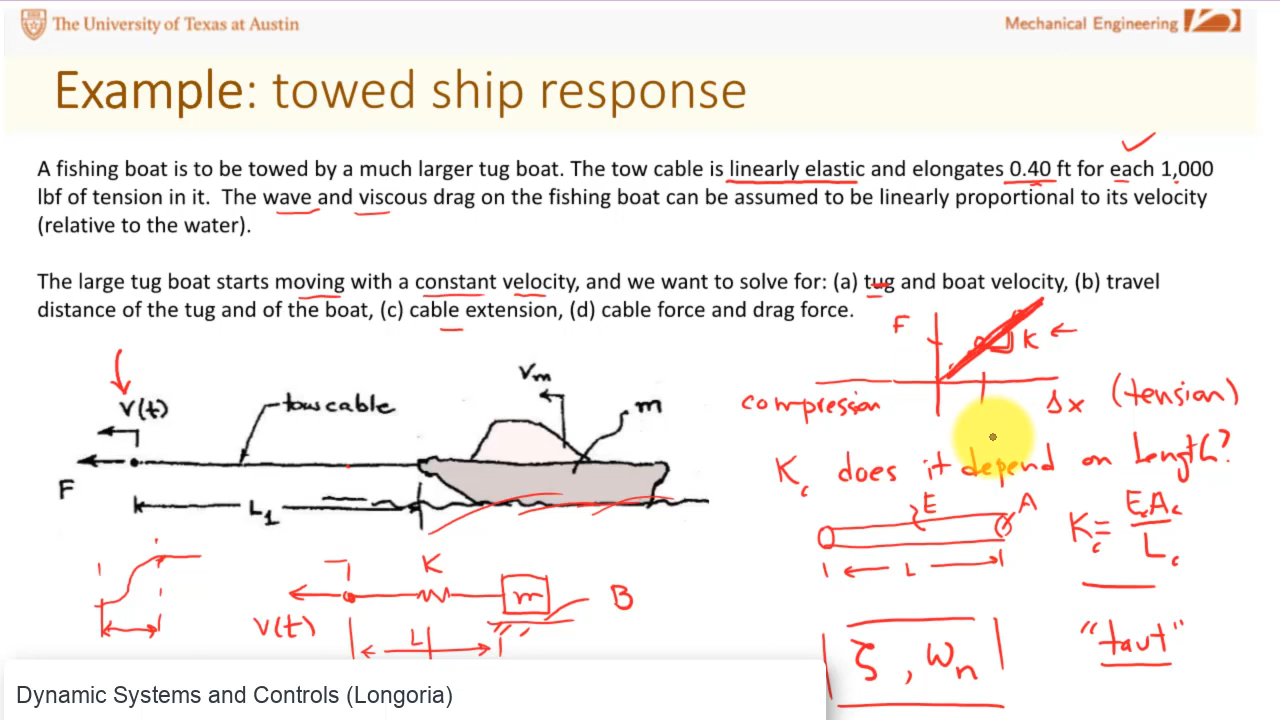 The University of Texas at Austin
Mechanical Engineering
Example: towed ship response
A fishing boat is to be towed by a much larger tug boat. The tow cable is linearly elastic and elongates 0.40 ft for each 1,000
lbf of tension in it. The wave and viscous drag on the fishing boat can be assumed to be linearly proportional to its velocity
(relative to the water).
The large tug boat starts moving with a constant velocity, and we want to solve for: (a) tug and boat velocity, (b) travel
distance of the tug and of the boat, (c) cable extension, (d) cable force and drag force.
F
K ←
compression
Δx (tension)
V(t)
tow cable
Vm
m
F
L1
Kc does it depend on length?
E
A
L
Kc = EcAc / Lc
K
m
B
V(t)
L
ζ, ωn
"taut"
Dynamic Systems and Controls (Longoria)